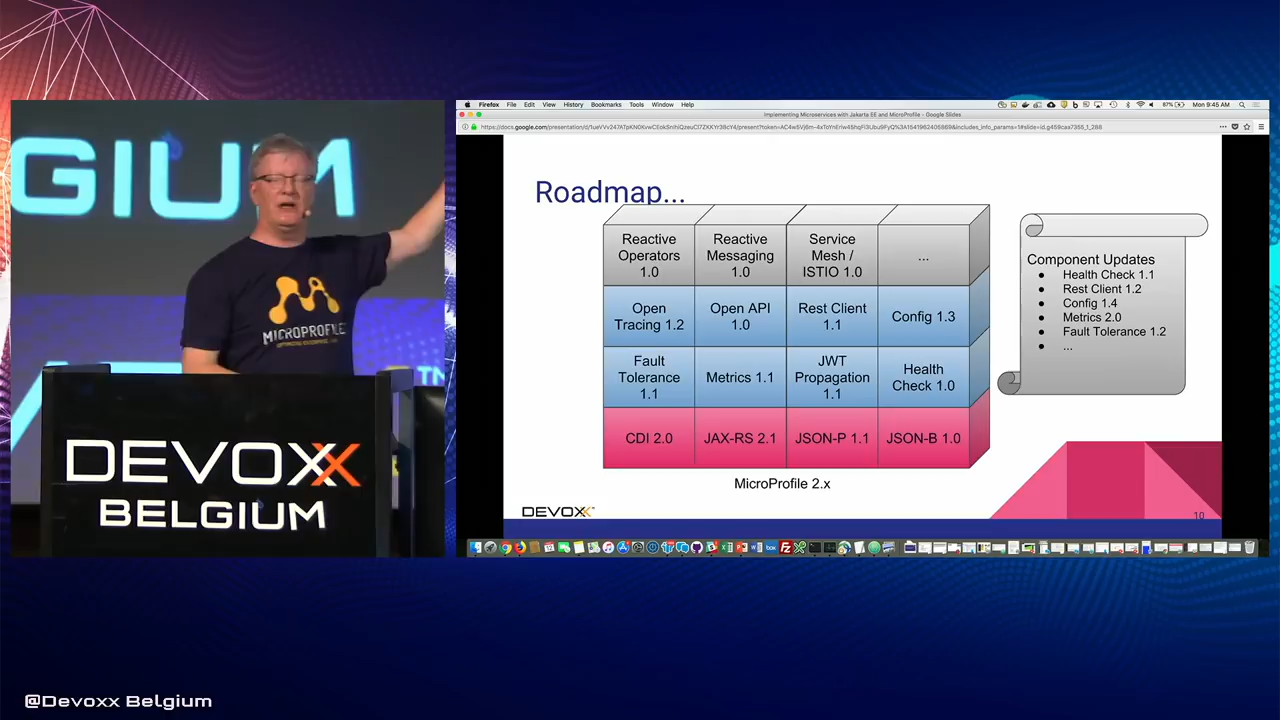 GIUM
MICROPROFILE
TM
DEVOXX
BELGIUM
@Devoxx Belgium
Firefox File Edit View History Bookmarks Tools Window Help
87%
Mon 9:45 AM
Implementing Microservices with Jakarta EE and MicroProfile - Google Slides
Roadmap...
Reactive Operators 1.0
Reactive Messaging 1.0
Service Mesh / ISTIO 1.0
...
Open Tracing 1.2
Open API 1.0
Rest Client 1.1
Config 1.3
Fault Tolerance 1.1
Metrics 1.1
JWT Propagation 1.1
Health Check 1.0
CDI 2.0
JAX-RS 2.1
JSON-P 1.1
JSON-B 1.0
MicroProfile 2.x
Component Updates
● Health Check 1.1
● Rest Client 1.2
● Config 1.4
● Metrics 2.0
● Fault Tolerance 1.2
● ...
DEVOXX
10